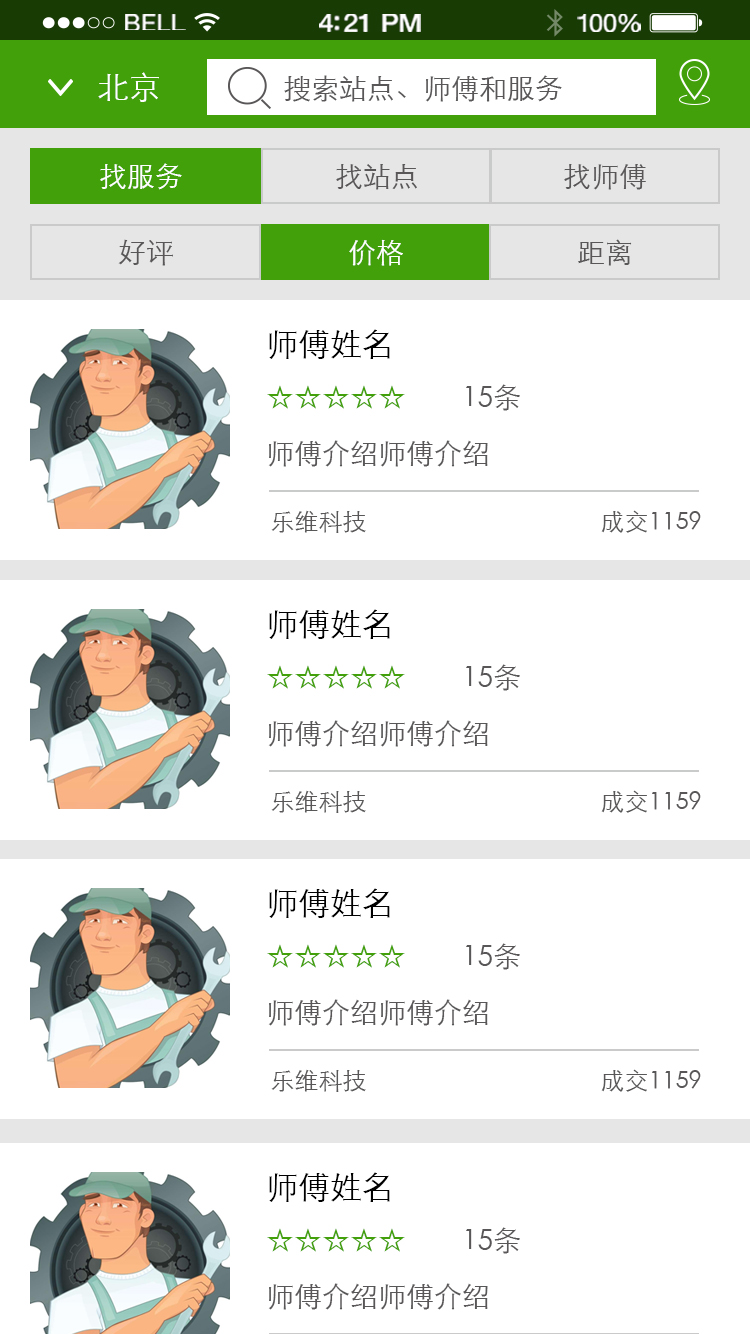 BELL 4:21 PM 100%
北京 搜索站点、师傅和服务
找服务 找站点 找师傅
好评 价格 距离
师傅姓名
15条
师傅介绍师傅介绍
乐维科技 成交1159
师傅姓名
15条
师傅介绍师傅介绍
乐维科技 成交1159
师傅姓名
15条
师傅介绍师傅介绍
乐维科技 成交1159
师傅姓名
15条
师傅介绍师傅介绍